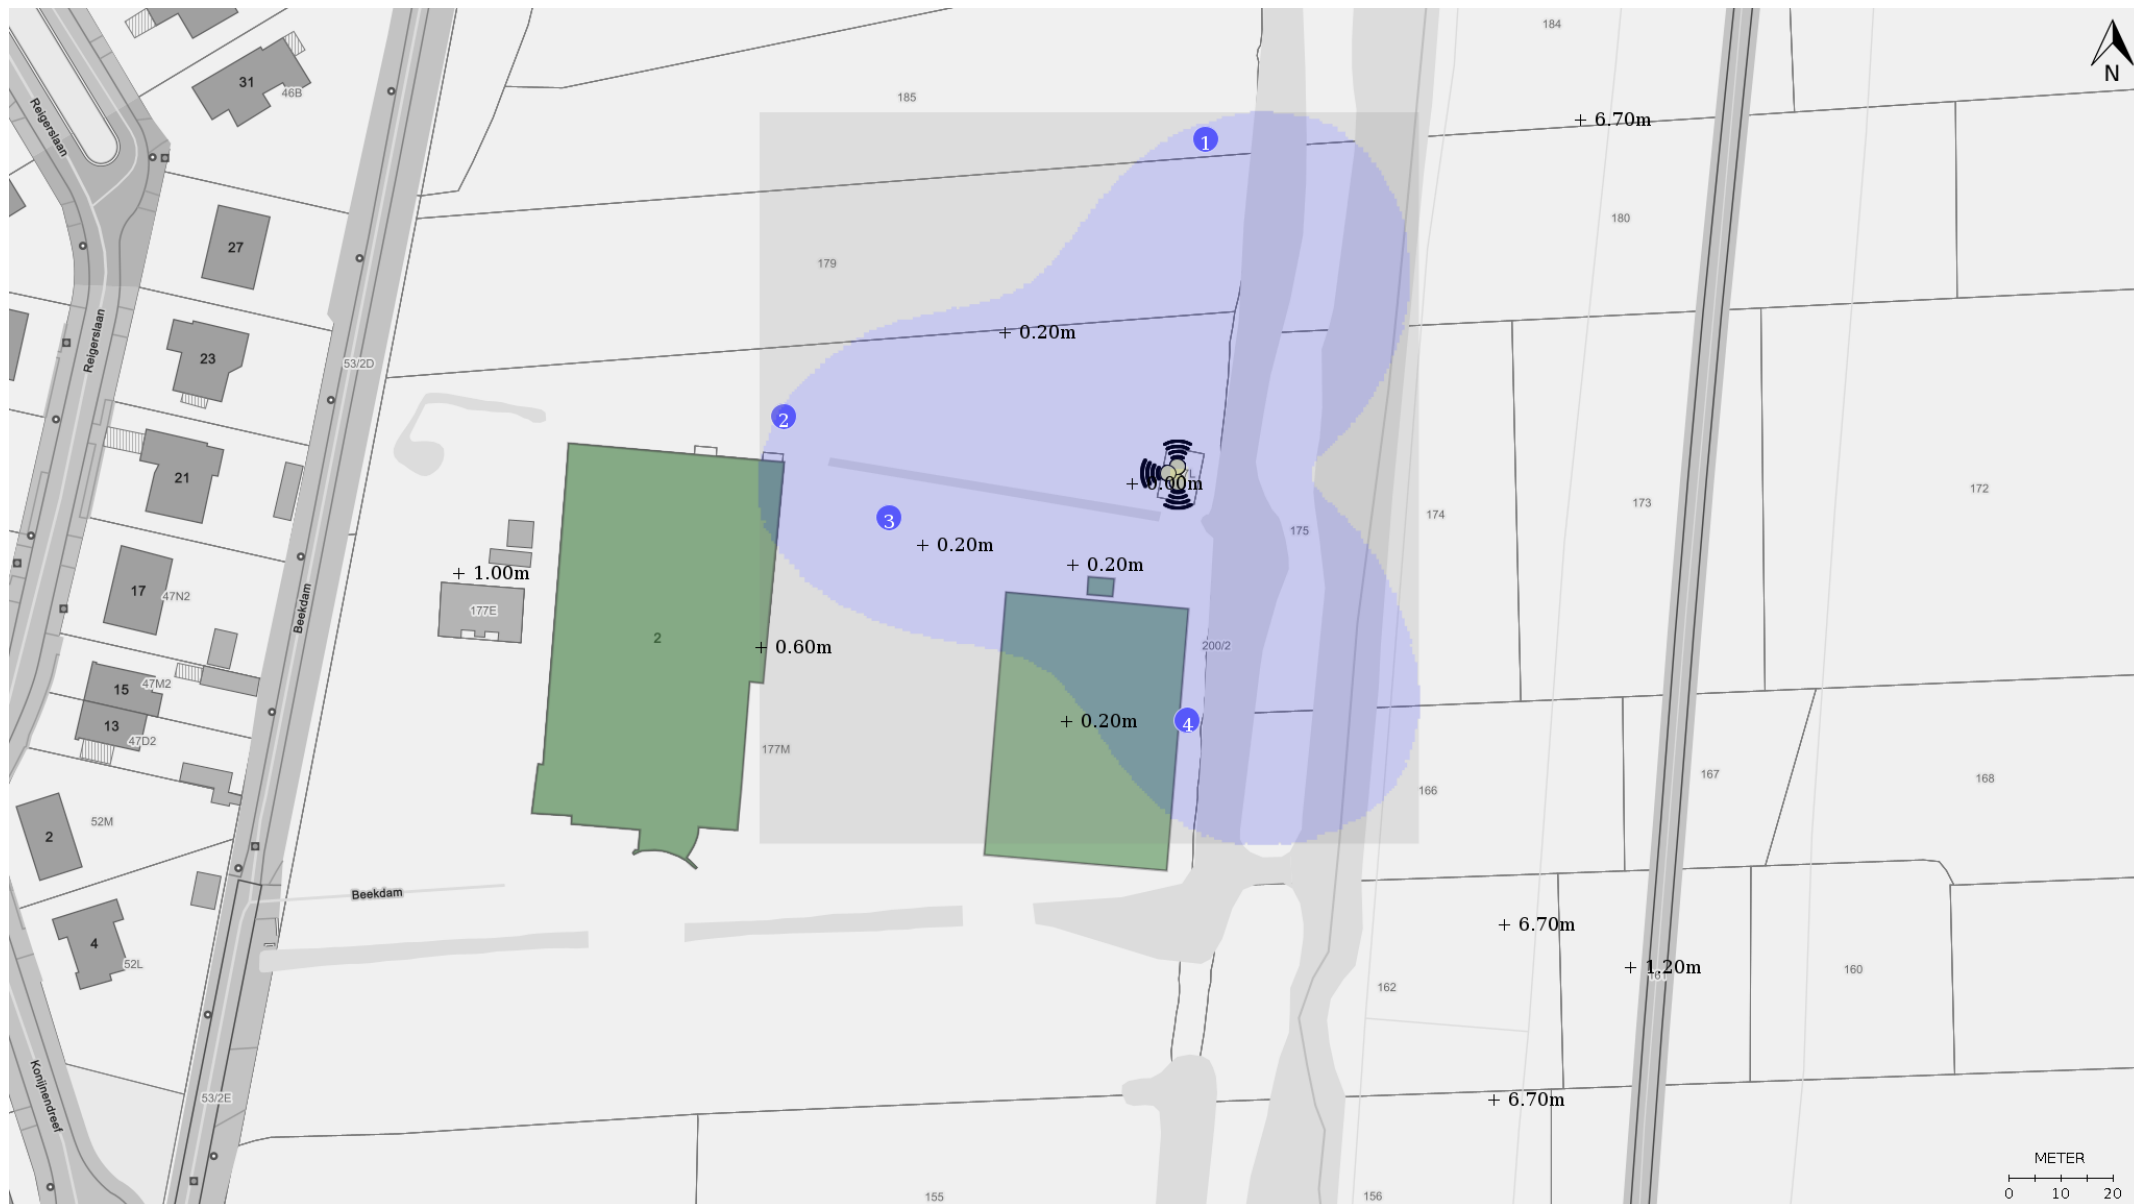 184
N
31
46B
185
+ 6.70m
Reigerslaan
1
180
27
179
Reigerslaan
+ 0.20m
23
53/2D
2
21
+ 0.00m
172
173
174
3
175
+ 0.20m
+ 0.20m
+ 1.00m
17
47N2
177E
Beekdam
2
+ 0.60m
200/2
15
47M2
13
47D2
+ 0.20m
4
177M
167
168
166
52M
2
Beekdam
+ 6.70m
4
52L
+ 1.20m
160
162
53/2E
+ 6.70m
Konijnendreef
METER
155
156
0 10 20